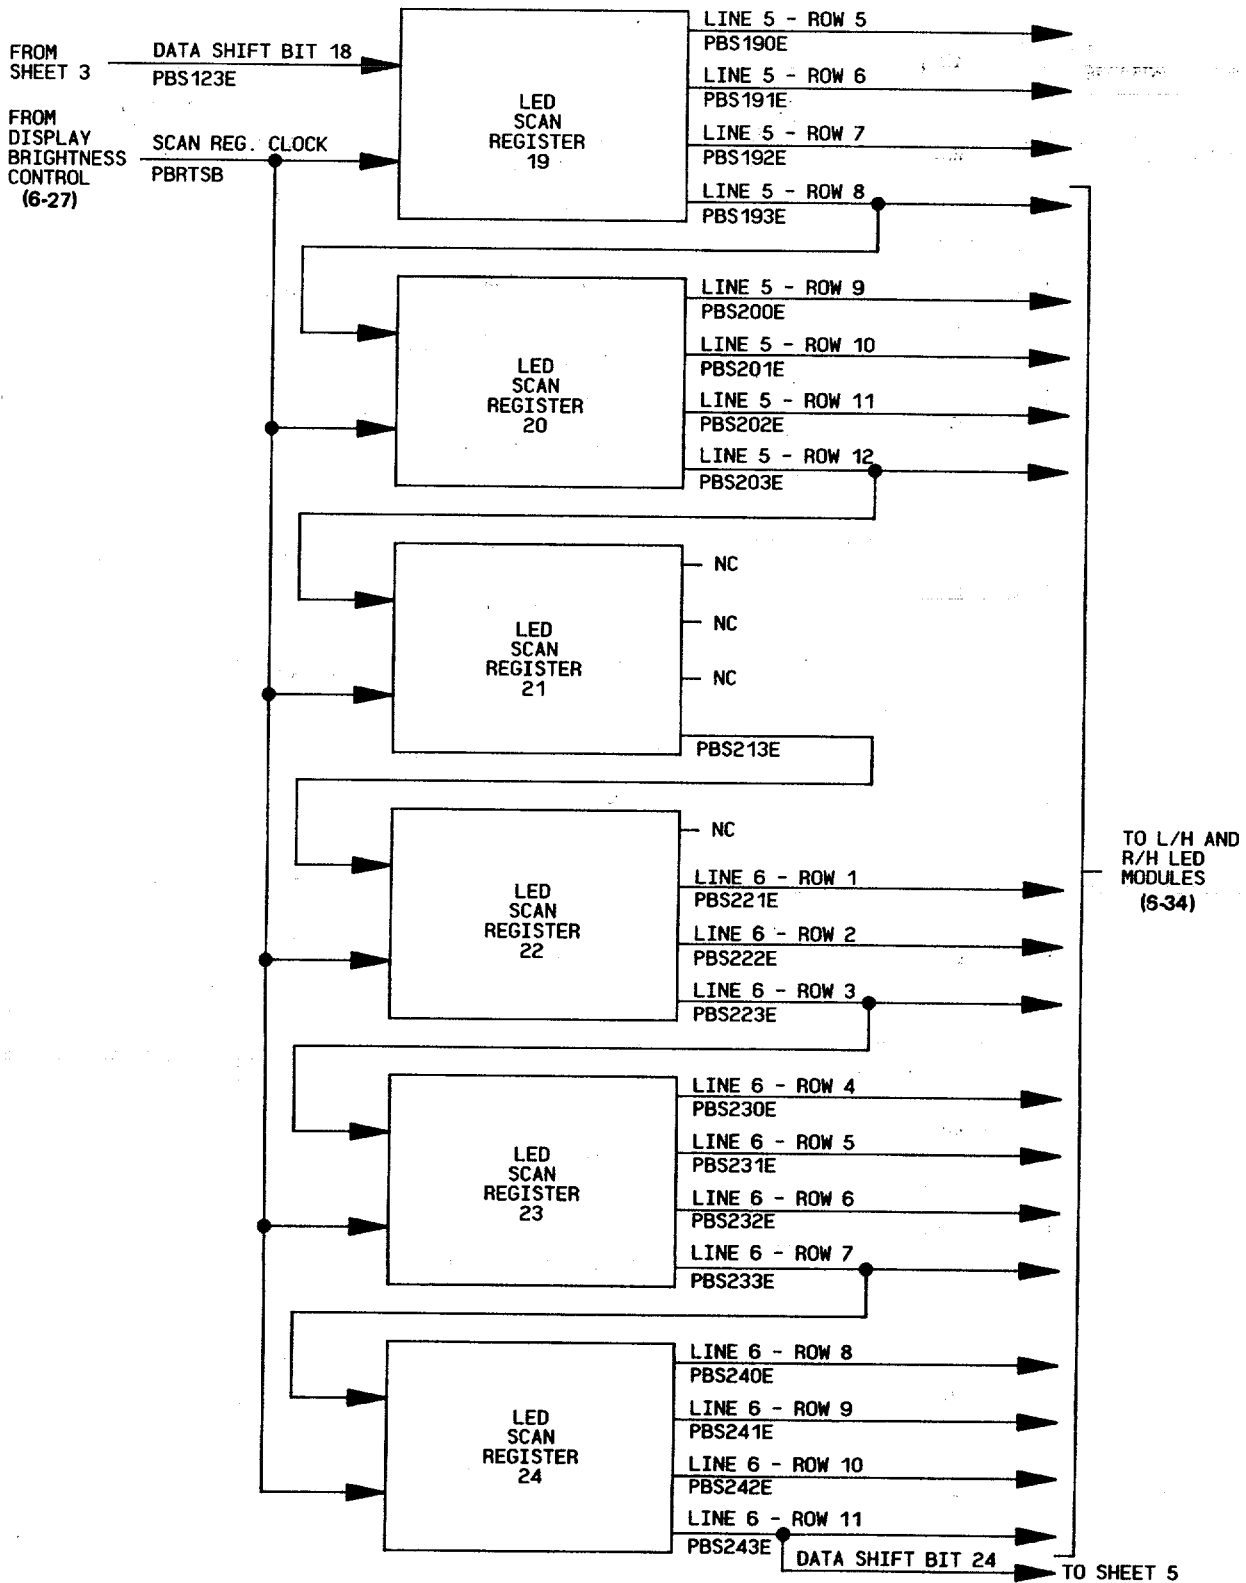 LINE 5 - ROW 5
PBS190E
FROM
SHEET 3
DATA SHIFT BIT 18
PBS123E
LINE 5 - ROW 6
PBS191E
FROM
DISPLAY
BRIGHTNESS
CONTROL
(6-27)
SCAN REG. CLOCK
PBRTSB
LED
SCAN
REGISTER
19
LINE 5 - ROW 7
PBS192E
LINE 5 - ROW 8
PBS193E
LINE 5 - ROW 9
PBS200E
LINE 5 - ROW 10
PBS201E
LED
SCAN
REGISTER
20
LINE 5 - ROW 11
PBS202E
LINE 5 - ROW 12
PBS203E
NC
NC
LED
SCAN
REGISTER
21
NC
PBS213E
NC
TO L/H AND
R/H LED
MODULES
(6-34)
LINE 6 - ROW 1
PBS221E
LED
SCAN
REGISTER
22
LINE 6 - ROW 2
PBS222E
LINE 6 - ROW 3
PBS223E
LINE 6 - ROW 4
PBS230E
LINE 6 - ROW 5
PBS231E
LED
SCAN
REGISTER
23
LINE 6 - ROW 6
PBS232E
LINE 6 - ROW 7
PBS233E
LINE 6 - ROW 8
PBS240E
LINE 6 - ROW 9
PBS241E
LED
SCAN
REGISTER
24
LINE 6 - ROW 10
PBS242E
LINE 6 - ROW 11
PBS243E
DATA SHIFT BIT 24
TO SHEET 5